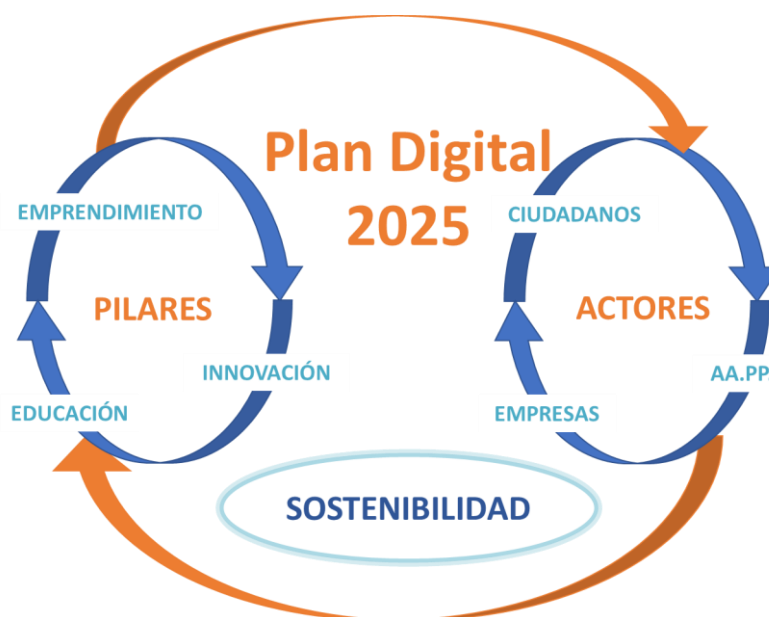 Plan Digital
2025
EMPRENDIMIENTO
PILARES
INNOVACIÓN
EDUCACIÓN
CIUDADANOS
ACTORES
AA.PP.
EMPRESAS
SOSTENIBILIDAD